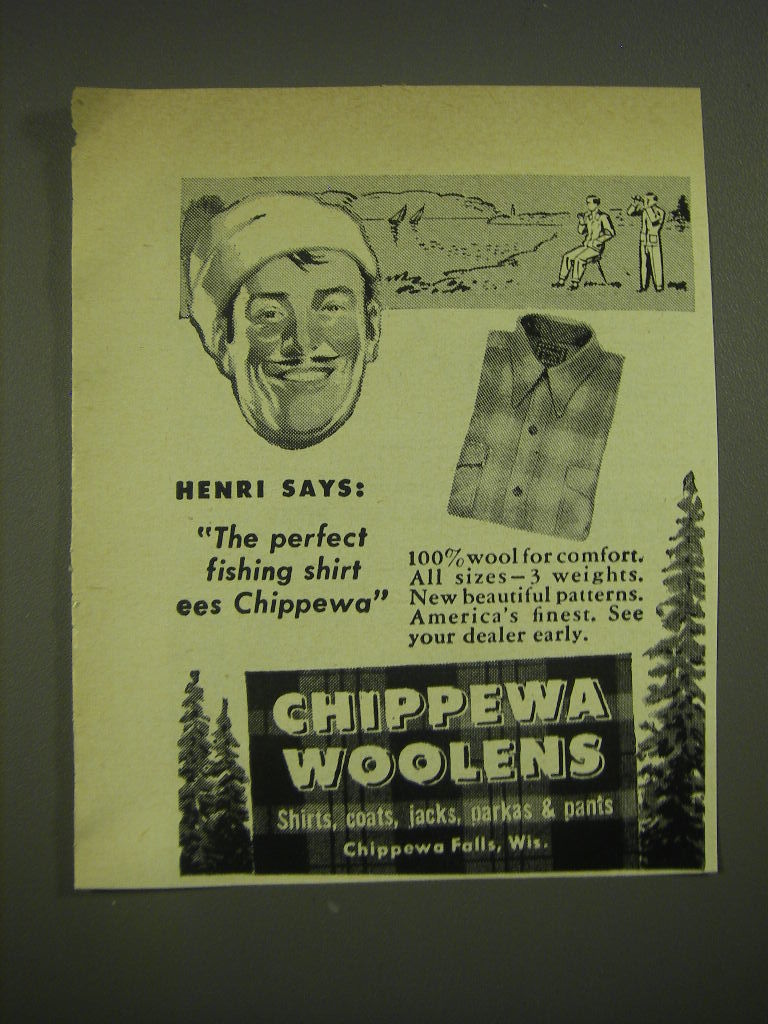 HENRI SAYS:
"The perfect
fishing shirt
ees Chippewa"
100% wool for comfort.
All sizes—3 weights.
New beautiful patterns.
America's finest. See
your dealer early.
CHIPPEWA
WOOLENS
Shirts, coats, jacks, parkas & pants
Chippewa Falls, Wis.